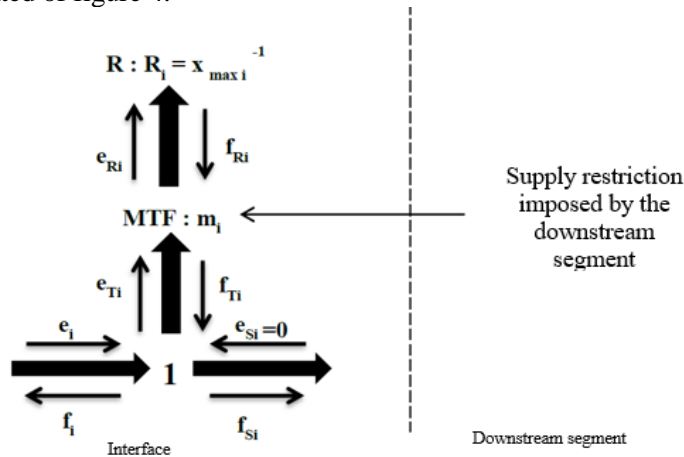 R : R_i = x_max i^-1
e_Ri
f_Ri
MTF : m_i
Supply restriction
imposed by the
downstream
segment
e_Ti
f_Ti
e_i
e_Si=0
1
f_i
f_Si
Interface
Downstream segment